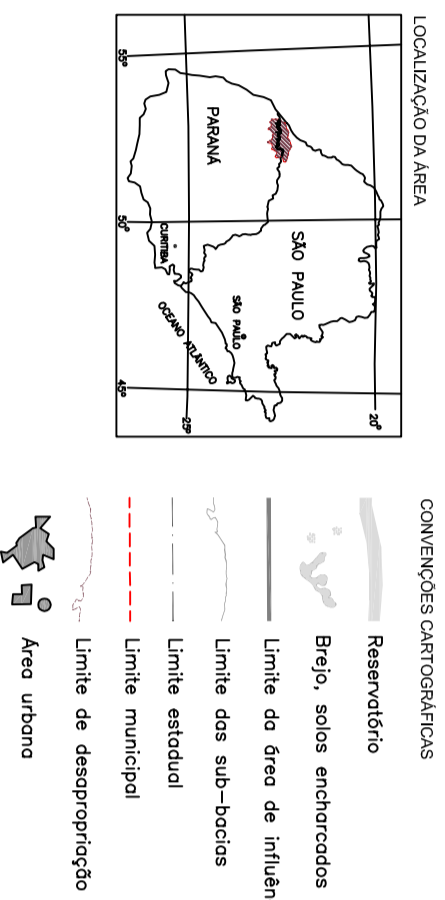 LOCALIZAÇÃO DA ÁREA
55°
50°
45°
20°
25°
PARANÁ
SÃO PAULO
CURITIBA
SÃO PAULO
OCEANO ATLÂNTICO
CONVENÇÕES CARTOGRÁFICAS
Reservatório
Brejo, solos encharcados
Limite da área de influên
Limite das sub-bacias
Limite estadual
Limite municipal
Limite de desapropriação
Área urbana